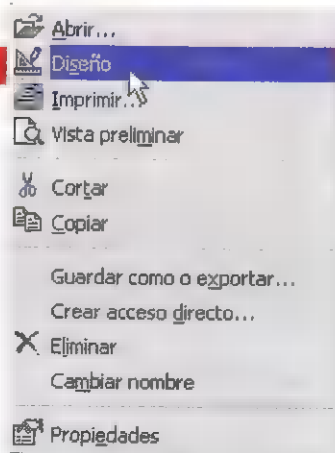 Abrir...
Diseño
Imprimir...
Vista preliminar
Cortar
Copiar
Guardar como o exportar...
Crear acceso directo...
Eliminar
Cambiar nombre
Propiedades